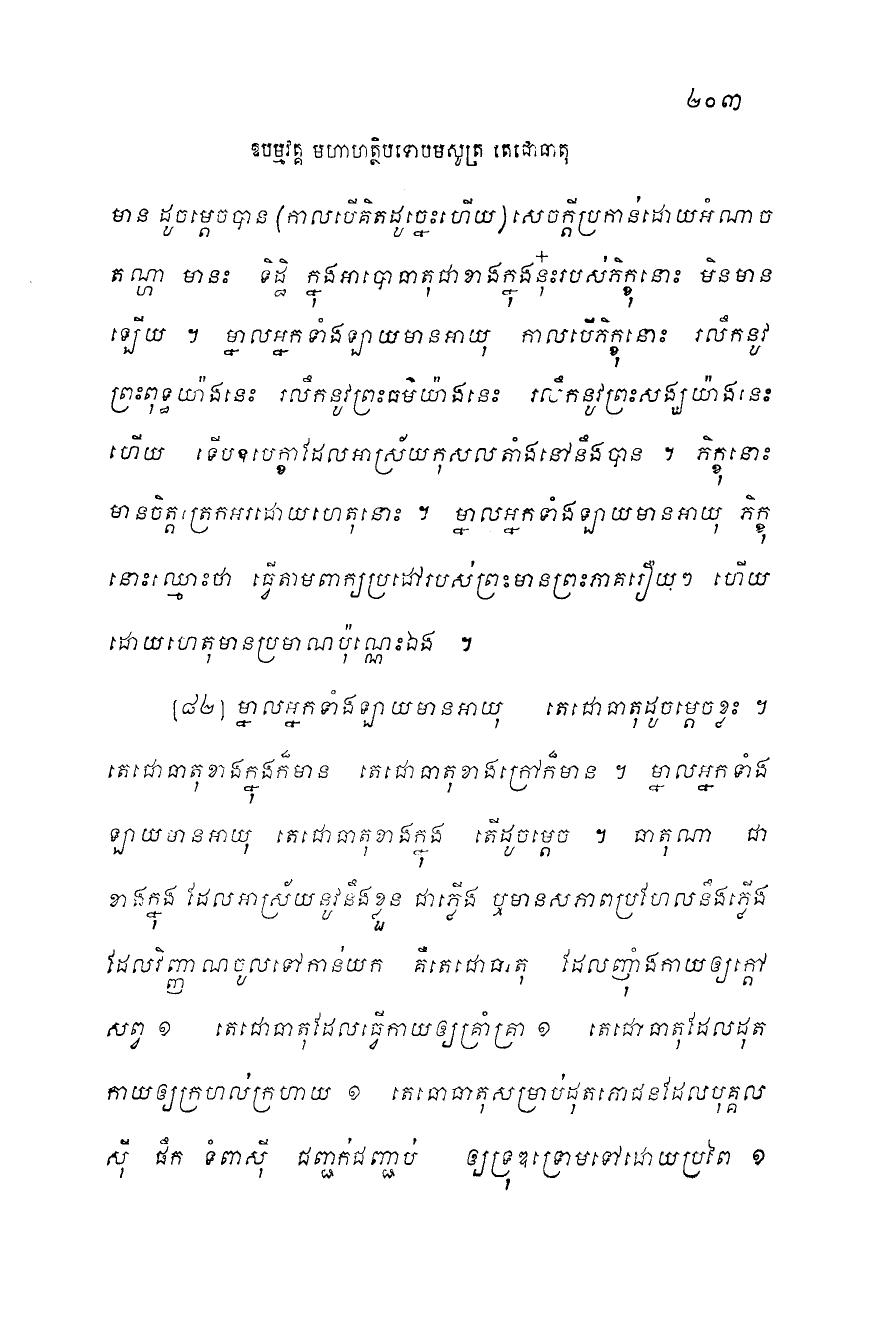 ២០៣
ឧបម្មវគ្គ មហាហត្ថិបទោបមសូត្រ តេជោធាតុ
មាន ដូចម្តេចបាន (កាលបើគិតដូច្នេះហើយ) សេចក្តីប្រកាន់ដោយអំណាច
តណ្ហា មានះ ទិដ្ឋិ ក្នុងអាបោធាតុជាខាងក្នុងនុ៎ះរបស់ភិក្ខុនោះ មិនមាន
ឡើយ ។ ម្នាលអ្នកទាំងឡាយមានអាយុ កាលបើភិក្ខុនោះ រលឹកនូវ
ព្រះពុទ្ធយ៉ាងនេះ រលឹកនូវព្រះធម៌យ៉ាងនេះ រលឹកនូវព្រះសង្ឃយ៉ាងនេះ
ហើយ ទើបឧបេក្ខាដែលអាស្រ័យកុសលតាំងនៅនឹងបាន ។ ភិក្ខុនោះ
មានចិត្តត្រេកអរដោយហេតុនោះ ។ ម្នាលអ្នកទាំងឡាយមានអាយុ ភិក្ខុ
នោះឈ្មោះថា ធ្វើតាមពាក្យប្រដៅរបស់ព្រះមានព្រះភាគរឿយៗ ហើយ
ដោយហេតុមានប្រមាណប៉ុណ្ណេះឯង ។
[៨២] ម្នាលអ្នកទាំងឡាយមានអាយុ តេជោធាតុដូចម្តេចខ្លះ ។
តេជោធាតុខាងក្នុងក៏មាន តេជោធាតុខាងក្រៅក៏មាន ។ ម្នាលអ្នកទាំង
ឡាយមានអាយុ តេជោធាតុខាងក្នុង តើដូចម្តេច ។ ធាតុណា ជា
ខាងក្នុង ដែលអាស្រ័យនូវនឹងខ្លួន ជាភ្លើង ឬមានសភាពប្រហែលនឹងភ្លើង
ដែលវិញ្ញាណចូលទៅកាន់យក គឺតេជោធាតុ ដែលញ៉ាំងកាយឲ្យក្តៅ
សព្វ ១ តេជោធាតុដែលធ្វើកាយឲ្យគ្រាំគ្រា ១ តេជោធាតុដែលដុត
កាយឲ្យក្រហល់ក្រហាយ ១ តេជោធាតុសម្រាប់ដុតភោជនដែលបុគ្គល
ស៊ី ផឹក ទំពាស៊ី ជញ្ជក់ជញ្ជាប់ ឲ្យទ្រុឌទ្រោមទៅដោយប្រពៃ ១